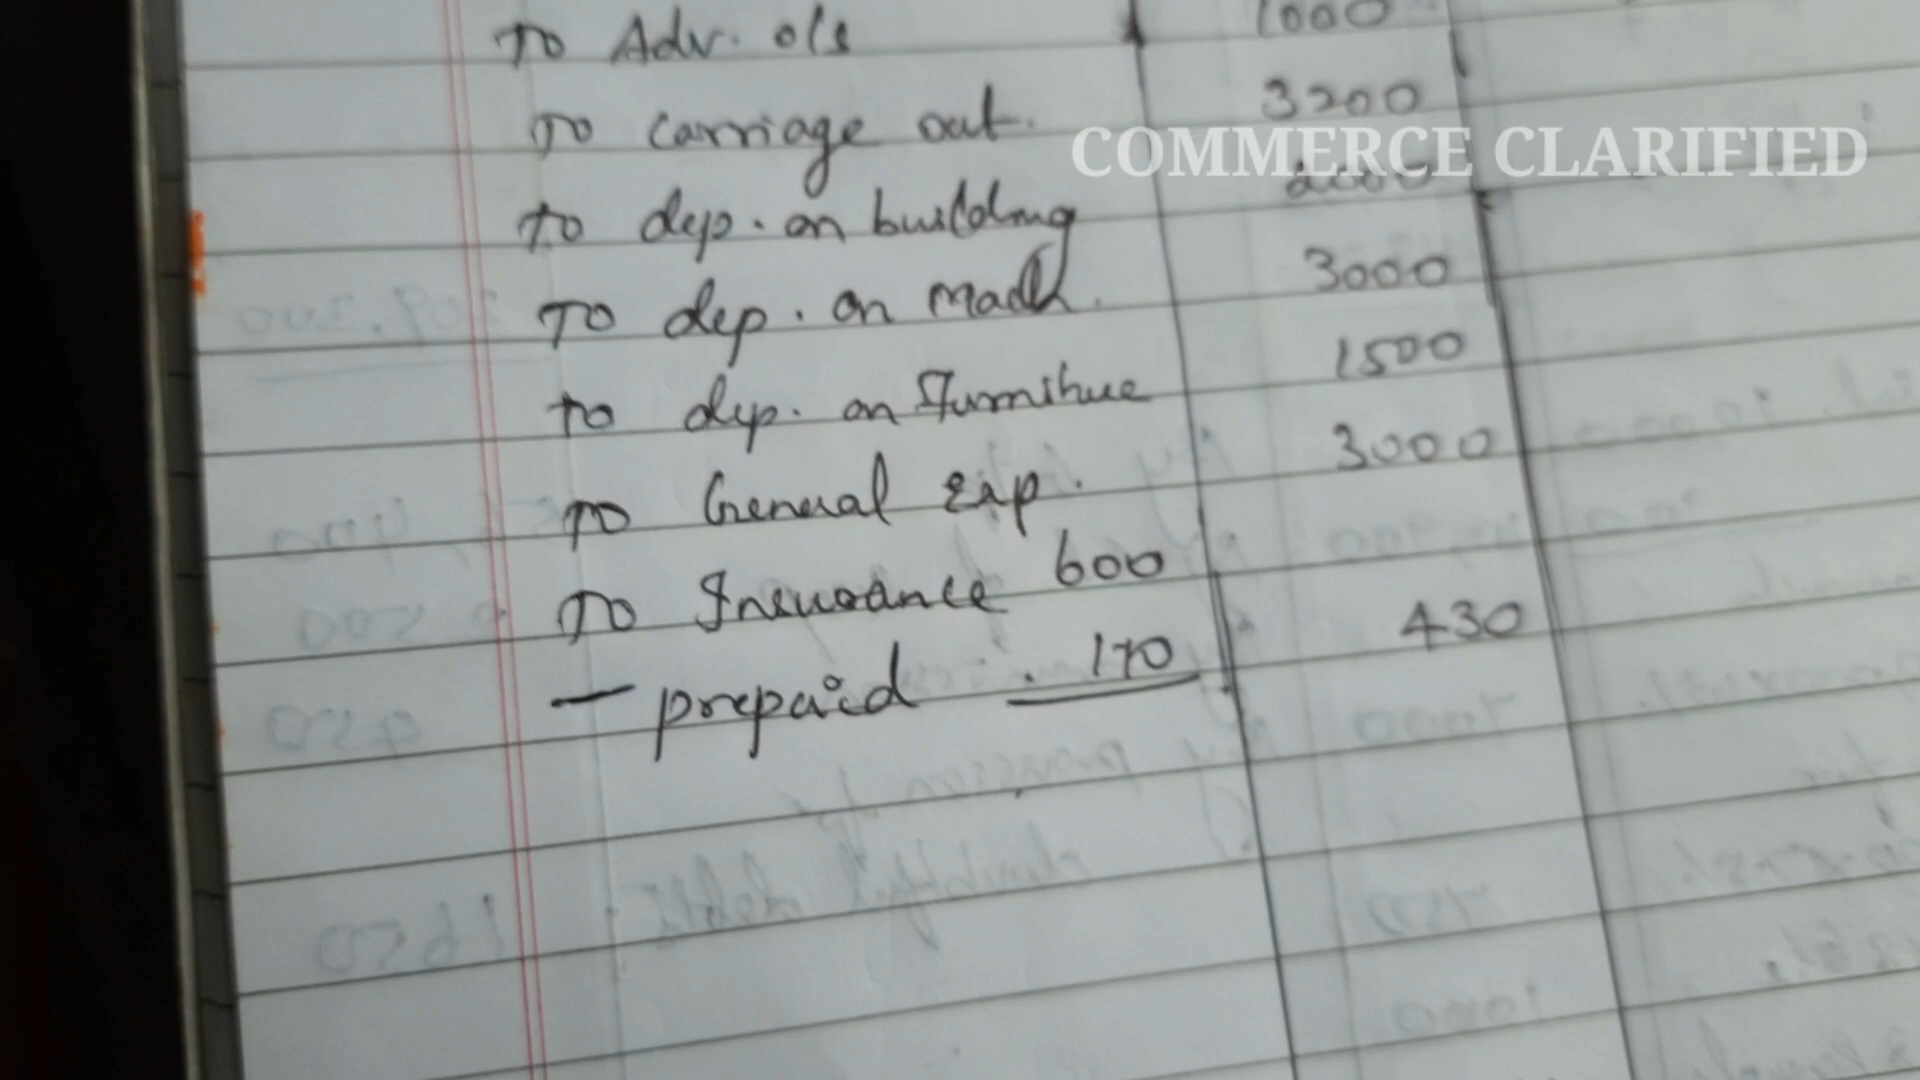 To Adv. o/s 1000
To carriage out. 3200
COMMERCE CLARIFIED
To dep. on building 2000
To dep. on Mach. 3000
To dep. on Furniture 1500
To General Exp. 3000
To Insurance 600
— prepaid 170 430